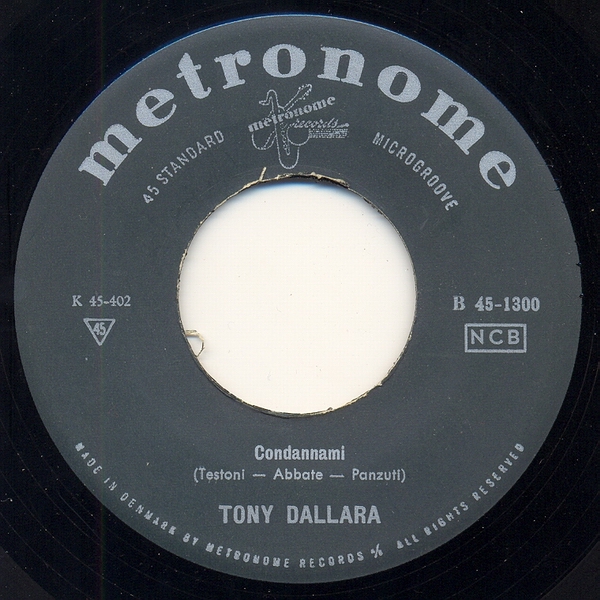 metronome
metronome
records
45 STANDARD
MICROGROOVE
K 45-402
45
B 45-1300
NCB
Condannami
(Testoni — Abbate — Panzuti)
TONY DALLARA
MADE IN DENMARK BY METRONOME RECORDS A/S ALL RIGHTS RESERVED